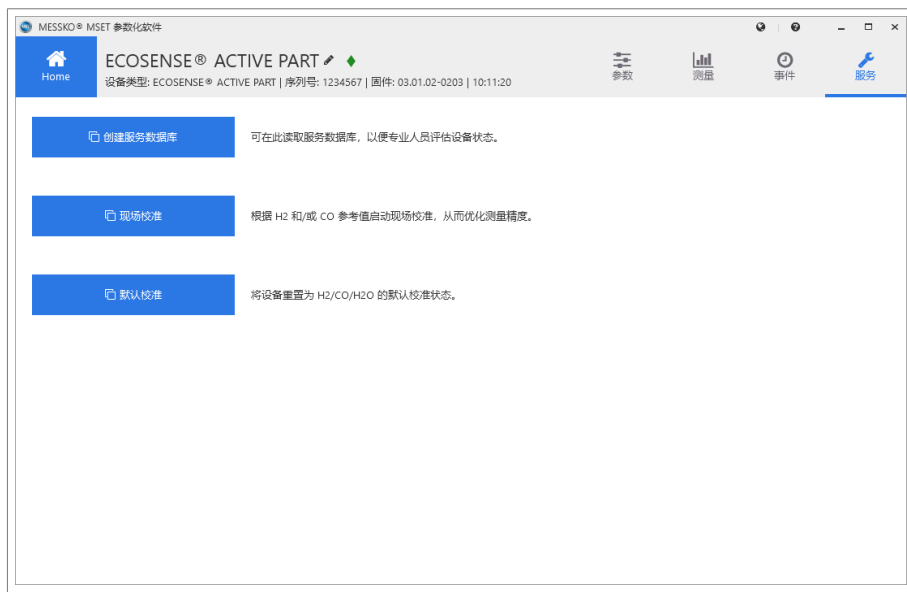 MESSKO® MSET 参数化软件
Home
ECOSENSE® ACTIVE PART
设备类型: ECOSENSE® ACTIVE PART | 序列号: 1234567 | 固件: 03.01.02-0203 | 10:11:20
参数
测量
事件
服务
创建服务数据库
可在此读取服务数据库，以便专业人员评估设备状态。
现场校准
根据 H2 和/或 CO 参考值启动现场校准，从而优化测量精度。
默认校准
将设备重置为 H2/CO/H2O 的默认校准状态。